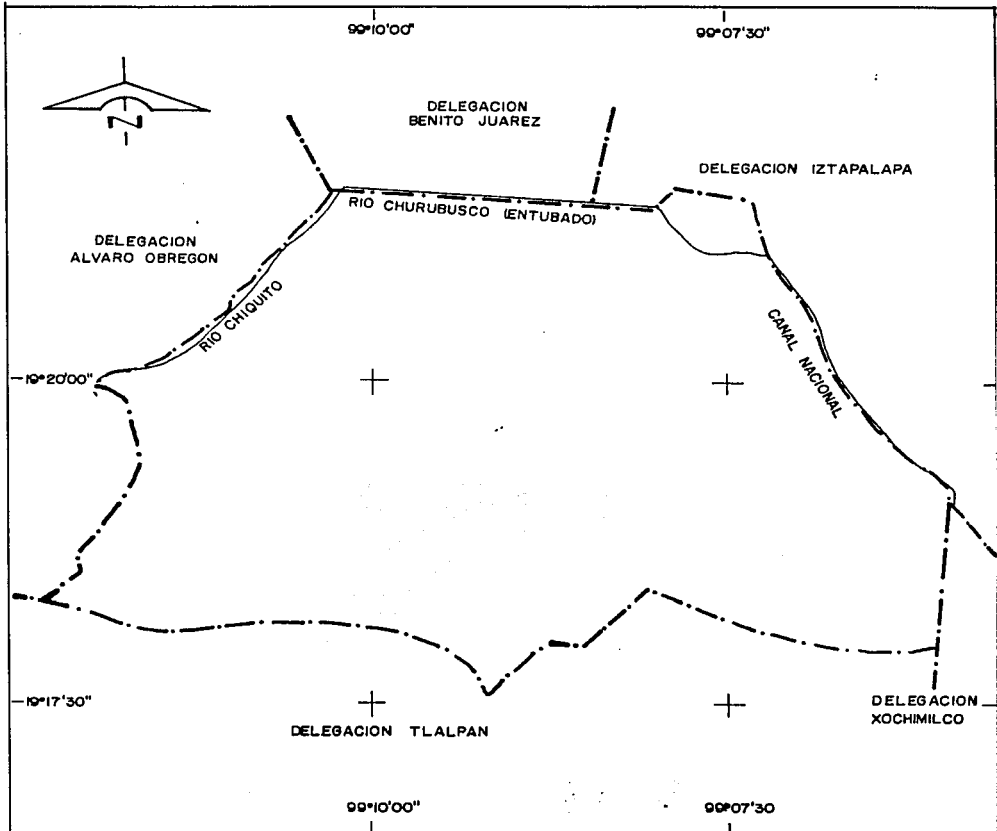 99°10'00"
99°07'30"
N
DELEGACION
BENITO JUAREZ
DELEGACION IZTAPALAPA
RIO CHURUBUSCO (ENTUBADO)
DELEGACION
ALVARO OBREGON
RIO CHIQUITO
CANAL NACIONAL
19°20'00"
19°17'30"
DELEGACION
XOCHIMILCO
DELEGACION TLALPAN
99°10'00"
99°07'30